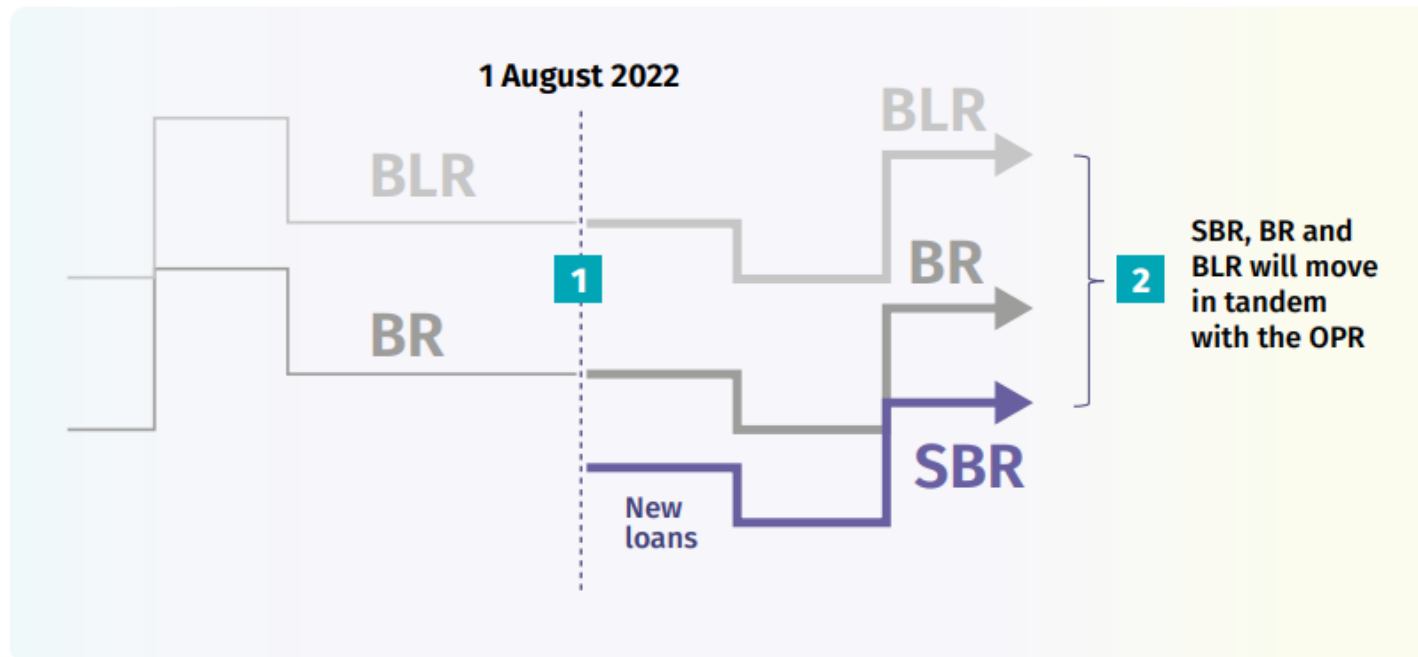 1 August 2022
BLR
BLR
BR
BR
1
2
SBR, BR and
BLR will move
in tandem
with the OPR
SBR
New
loans